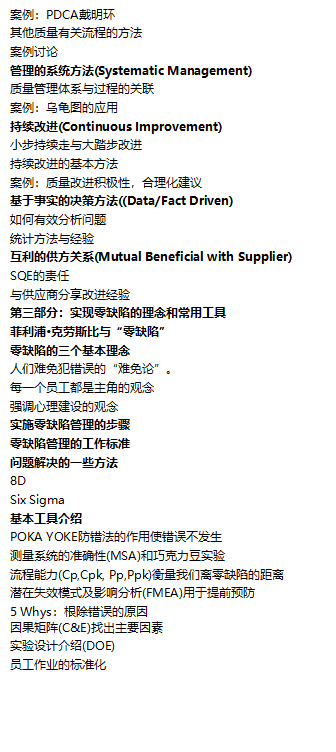 案例：PDCA戴明环
其他质量有关流程的方法
案例讨论
管理的系统方法(Systematic Management)
质量管理体系与过程的关联
案例：乌龟图的应用
持续改进(Continuous Improvement)
小步持续走与大踏步改进
持续改进的基本方法
案例：质量改进积极性，合理化建议
基于事实的决策方法((Data/Fact Driven)
如何有效分析问题
统计方法与经验
互利的供方关系(Mutual Beneficial with Supplier)
SQE的责任
与供应商分享改进经验
第三部分：实现零缺陷的理念和常用工具
菲利浦•克劳斯比与“零缺陷”
零缺陷的三个基本理念
人们难免犯错误的“难免论”。
每一个员工都是主角的观念
强调心理建设的观念
实施零缺陷管理的步骤
零缺陷管理的工作标准
问题解决的一些方法
8D
Six Sigma
基本工具介绍
POKA YOKE防错法的作用使错误不发生
测量系统的准确性(MSA)和巧克力豆实验
流程能力(Cp,Cpk, Pp,Ppk)衡量我们离零缺陷的距离
潜在失效模式及影响分析(FMEA)用于提前预防
5 Whys：根除错误的原因
因果矩阵(C&E)找出主要因素
实验设计介绍(DOE)
员工作业的标准化